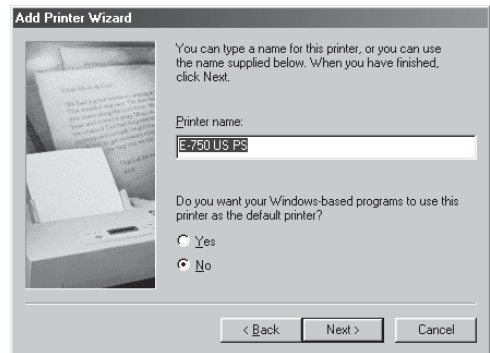 Add Printer Wizard
You can type a name for this printer, or you can use
the name supplied below. When you have finished,
click Next.
Printer name:
E-750 US PS
Do you want your Windows-based programs to use this
printer as the default printer?
Yes
No
< Back
Next >
Cancel